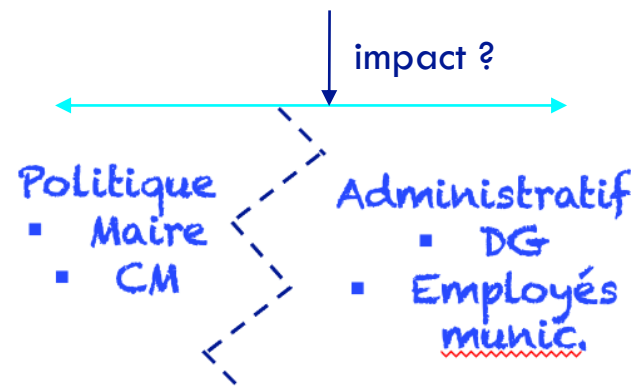 impact ?
Politique
▪ Maire
▪ CM
Administratif
▪ DG
▪ Employés
munic.